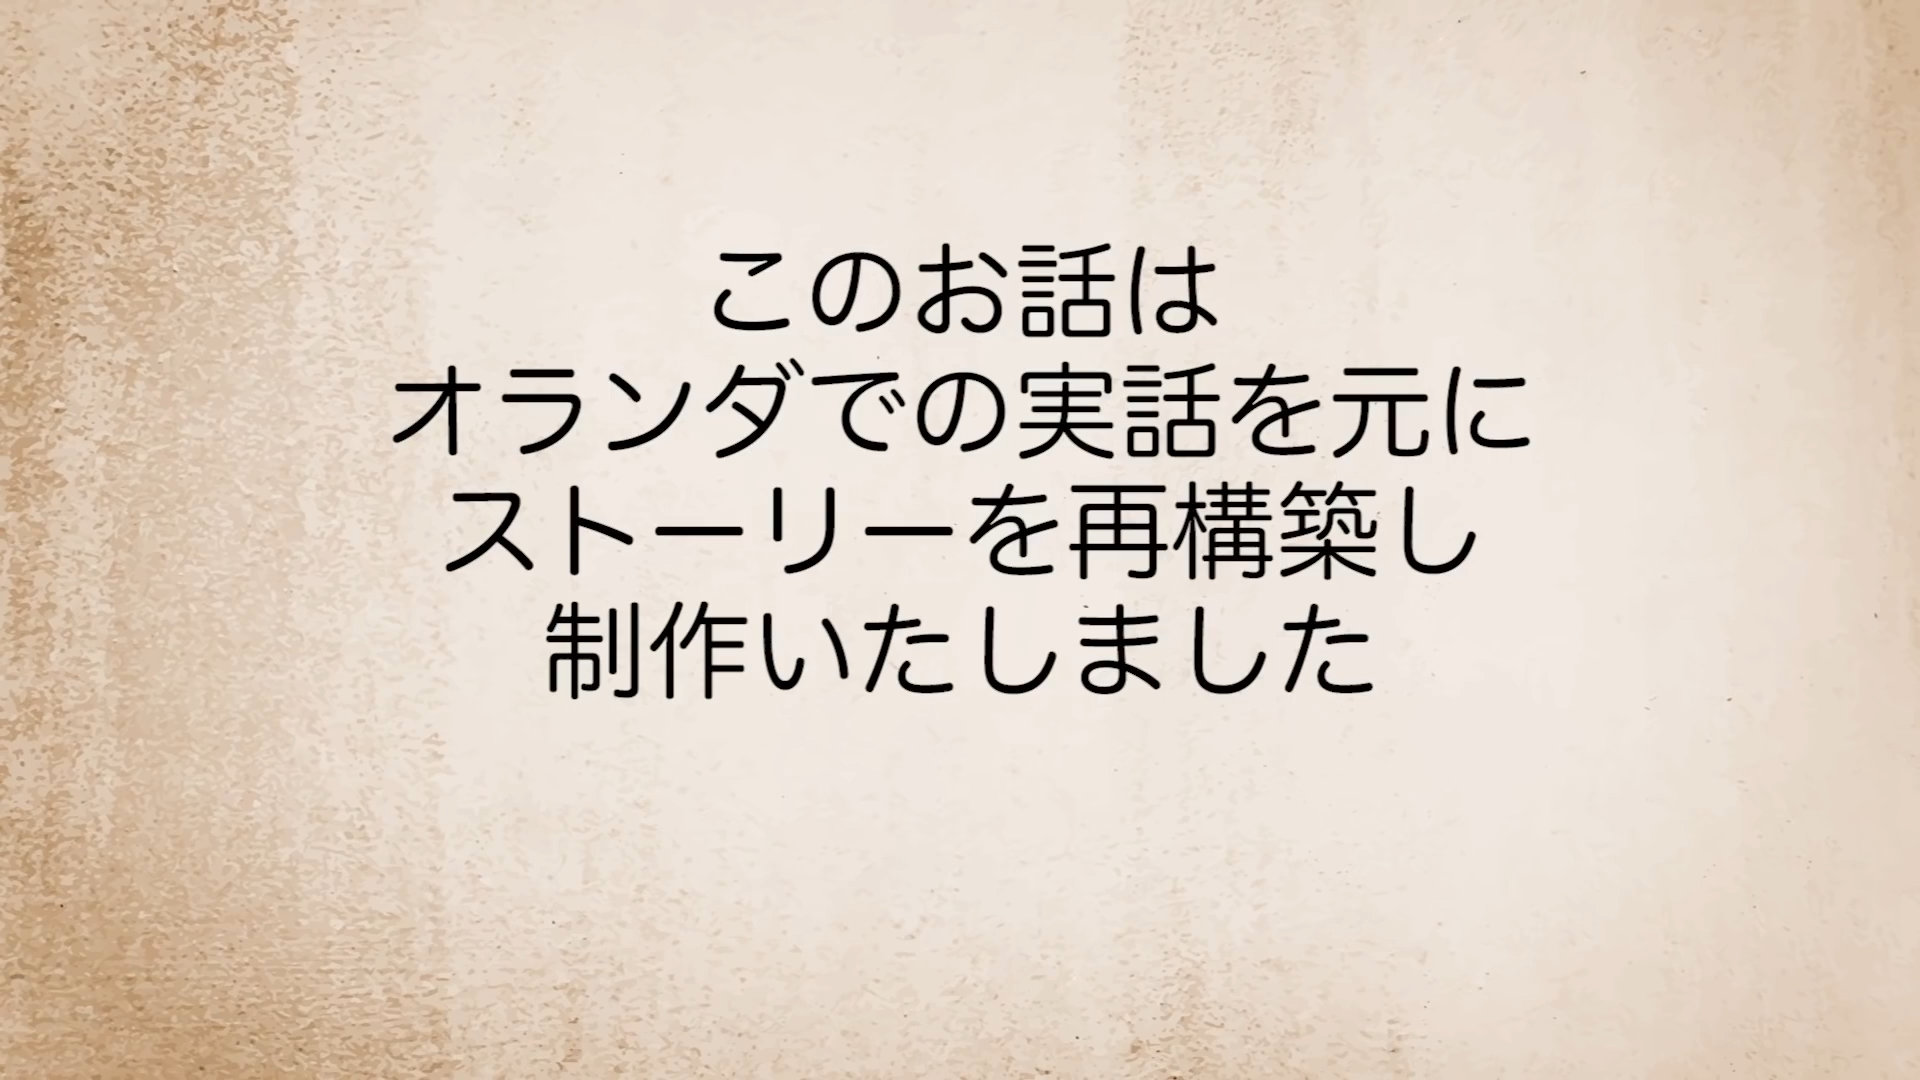 このお話は
オランダでの実話を元に
ストーリーを再構築し
制作いたしました